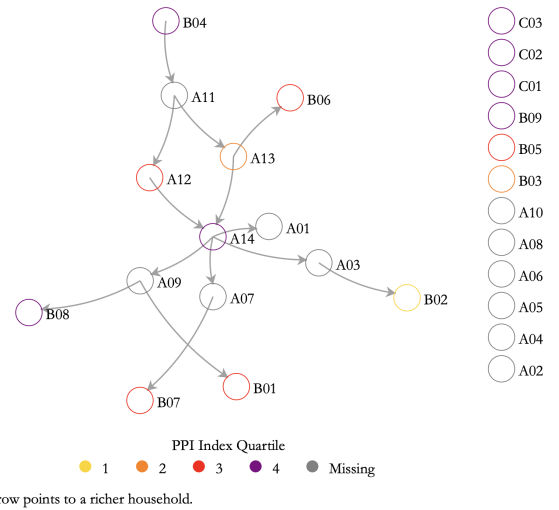 B04
C03
C02
A11
C01
B06
B09
B05
A13
A12
B03
A10
A01
A14
A08
A03
A09
A06
A07
B02
B08
A05
A04
A02
B01
B07
PPI Index Quartile
1 2 3 4 Missing
row points to a richer household.